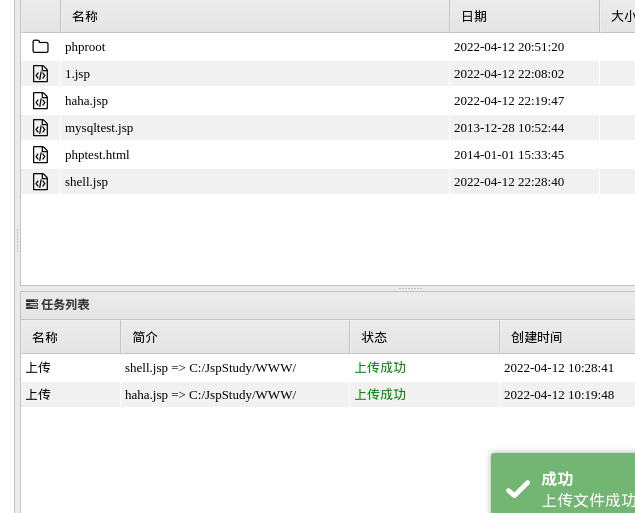 名称 日期
phproot 2022-04-12 20:51:20
1.jsp 2022-04-12 22:08:02
haha.jsp 2022-04-12 22:19:47
mysqltest.jsp 2013-12-28 10:52:44
phptest.html 2014-01-01 15:33:45
shell.jsp 2022-04-12 22:28:40
任务列表
名称 简介 状态 创建时间
上传 shell.jsp => C:/JspStudy/WWW/ 上传成功 2022-04-12 10:28:41
上传 haha.jsp => C:/JspStudy/WWW/ 上传成功 2022-04-12 10:19:48
成功
上传文件成功